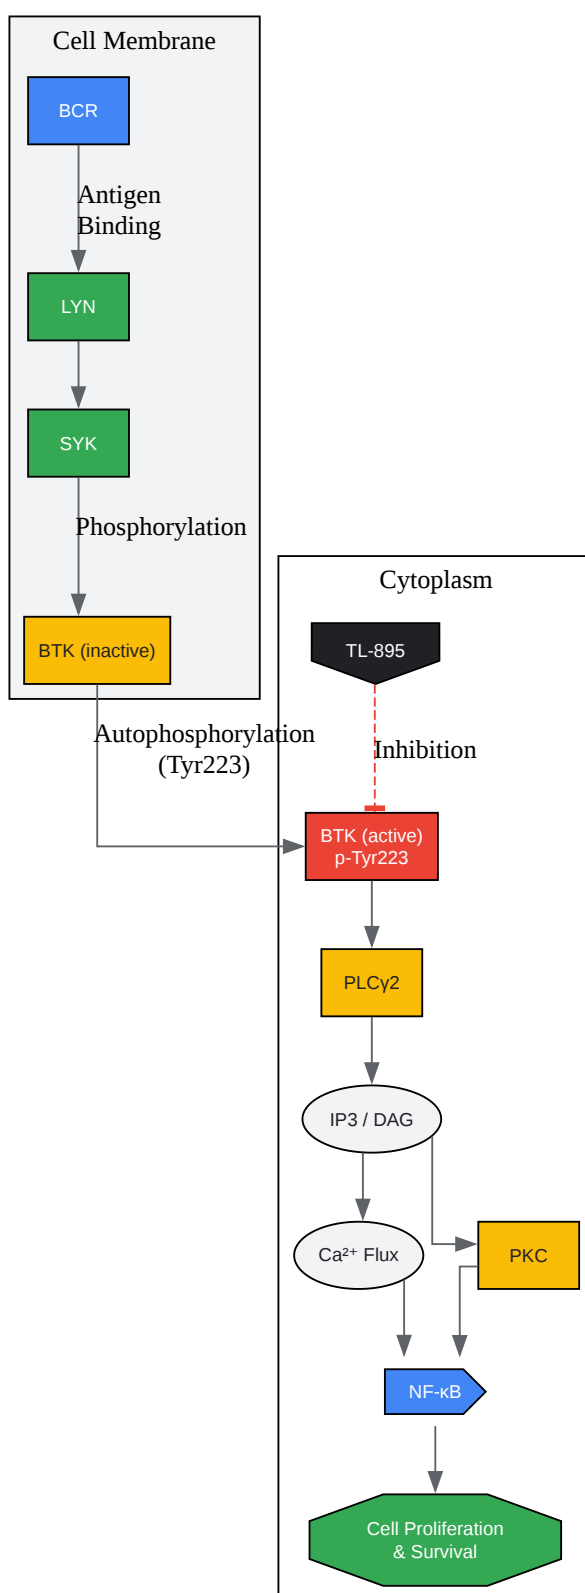 Cell Membrane
BCR
Antigen
Binding
LYN
SYK
Phosphorylation
BTK (inactive)
Autophosphorylation
(Tyr223)
Cytoplasm
TL-895
Inhibition
BTK (active)
p-Tyr223
PLCγ2
IP3 / DAG
Ca²⁺ Flux
PKC
NF-κB
Cell Proliferation
& Survival